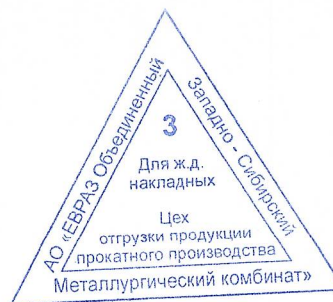 АО «ЕВРАЗ Объединенный
Западно - Сибирский
Металлургический комбинат»
3
Для ж.д.
накладных
Цех
отгрузки продукции
прокатного производства